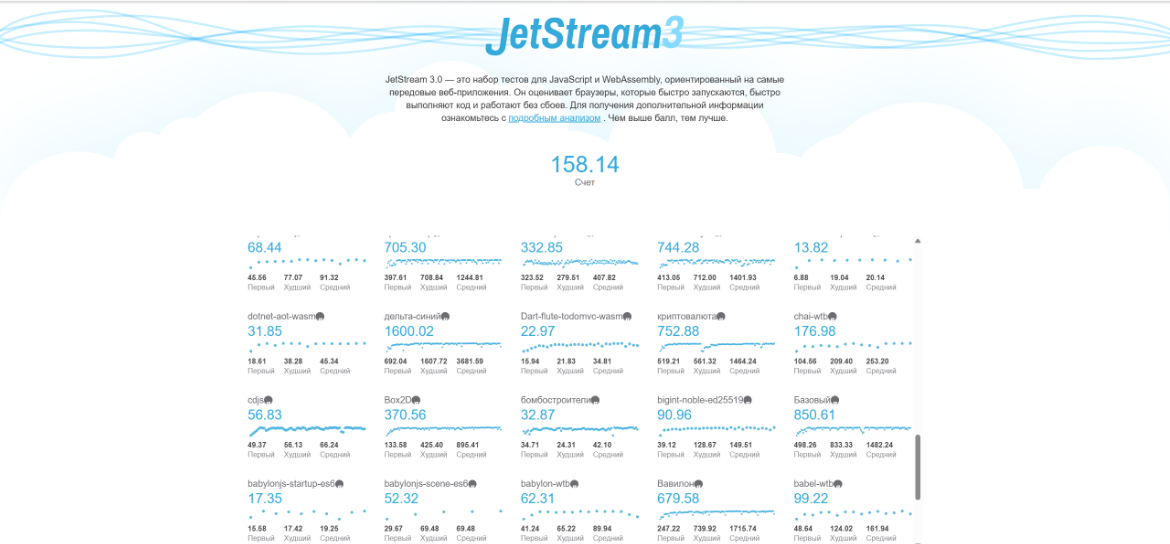 JetStream3
JetStream 3.0 — это набор тестов для JavaScript и WebAssembly, ориентированный на самые
передовые веб-приложения. Он оценивает браузеры, которые быстро запускаются, быстро
выполняют код и работают без сбоев. Для получения дополнительной информации
ознакомьтесь с подробным анализом . Чем выше балл, тем лучше.
158.14
Счет
68.44 705.30 332.85 744.28 13.82
45.56 77.07 91.32 397.61 708.84 1244.81 323.52 279.51 407.82 413.05 712.00 1401.93 6.88 19.04 20.14
Первый Худший Средний Первый Худший Средний Первый Худший Средний Первый Худший Средний Первый Худший Средний
dotnet-aot-wasm дельта-синий Dart-flute-todomvc-wasm криптовалюта chai-wtb
31.85 1600.02 22.97 752.88 176.98
18.61 38.28 45.34 692.04 1607.72 3681.59 15.94 21.83 34.81 519.21 561.32 1464.24 104.56 209.40 253.20
Первый Худший Средний Первый Худший Средний Первый Худший Средний Первый Худший Средний Первый Худший Средний
cdjs Box2D бомбостроители bigint-noble-ed25519 Базовый
56.83 370.56 32.87 90.96 850.61
49.37 56.13 66.24 133.58 425.40 895.41 34.71 24.31 42.10 39.12 128.67 149.51 498.26 833.33 1482.24
Первый Худший Средний Первый Худший Средний Первый Худший Средний Первый Худший Средний Первый Худший Средний
babylonjs-startup-es6 babylonjs-scene-es6 babylon-wtb Вавилон babel-wtb
17.35 52.32 62.31 679.58 99.22
15.58 17.42 19.25 29.67 69.48 69.48 41.24 65.22 89.94 247.22 739.92 1715.74 48.64 124.02 161.94
Первый Худший Средний Первый Худший Средний Первый Худший Средний Первый Худший Средний Первый Худший Средний